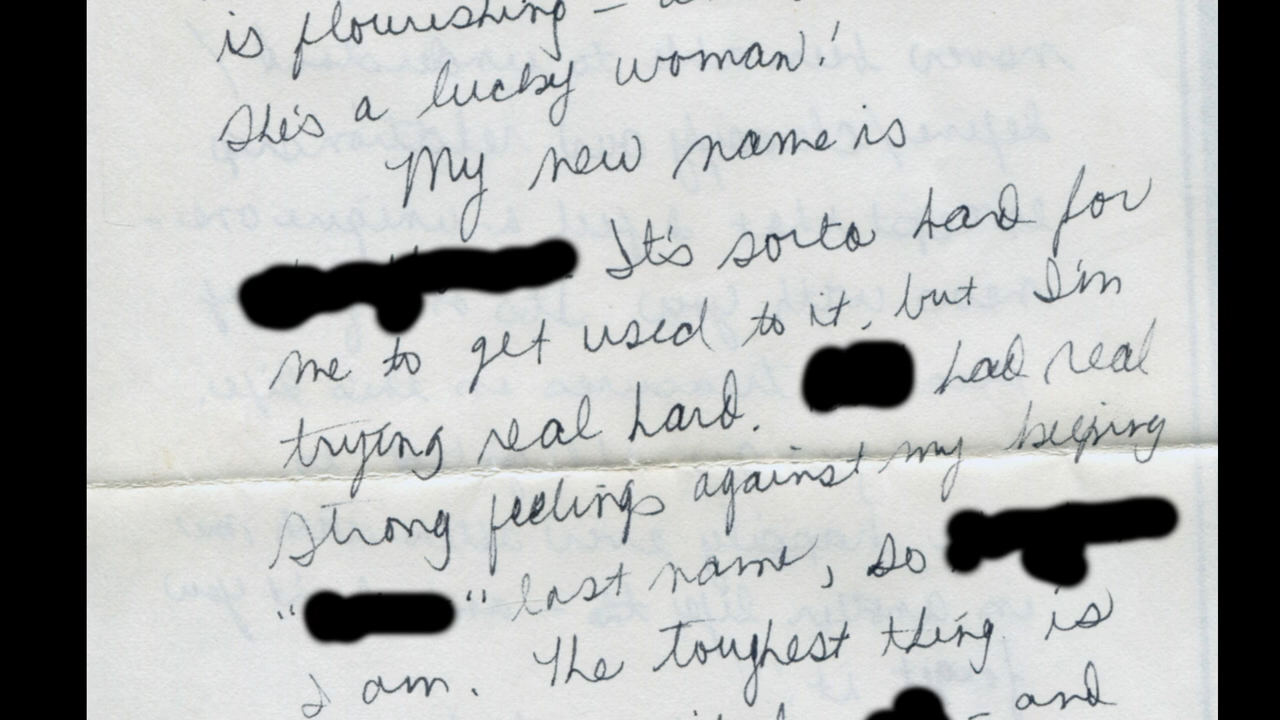 is flourishing –
She's a lucky woman!
My new name is
It's sorta hard for
me to get used to it, but I'm
trying real hard. had real
strong feelings against my keeping
" " last name, so
I am. The toughest thing is
– and